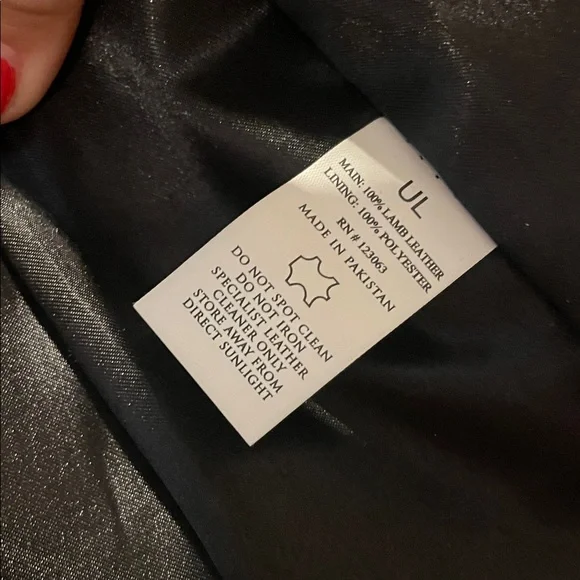 UL
MAIN: 100% LAMB LEATHER
LINING: 100% POLYESTER
RN # 123063
MADE IN PAKISTAN
DO NOT SPOT CLEAN
DO NOT IRON
SPECIALIST LEATHER
CLEANER ONLY
STORE AWAY FROM
DIRECT SUNLIGHT